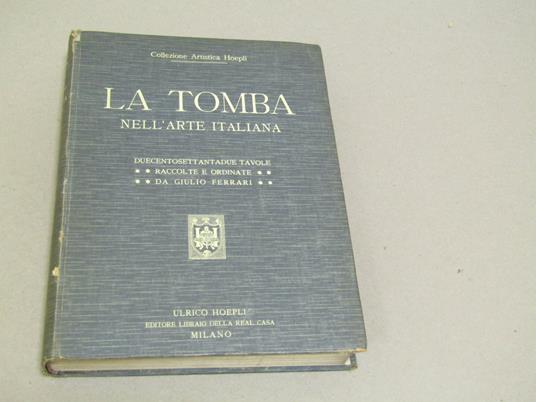 Collezione Artistica Hoepli
LA TOMBA
NELL'ARTE ITALIANA
DUECENTOSETTANTADUE TAVOLE
RACCOLTE E ORDINATE
DA GIULIO FERRARI
ULRICO HOEPLI
EDITORE LIBRAIO DELLA REAL CASA
MILANO